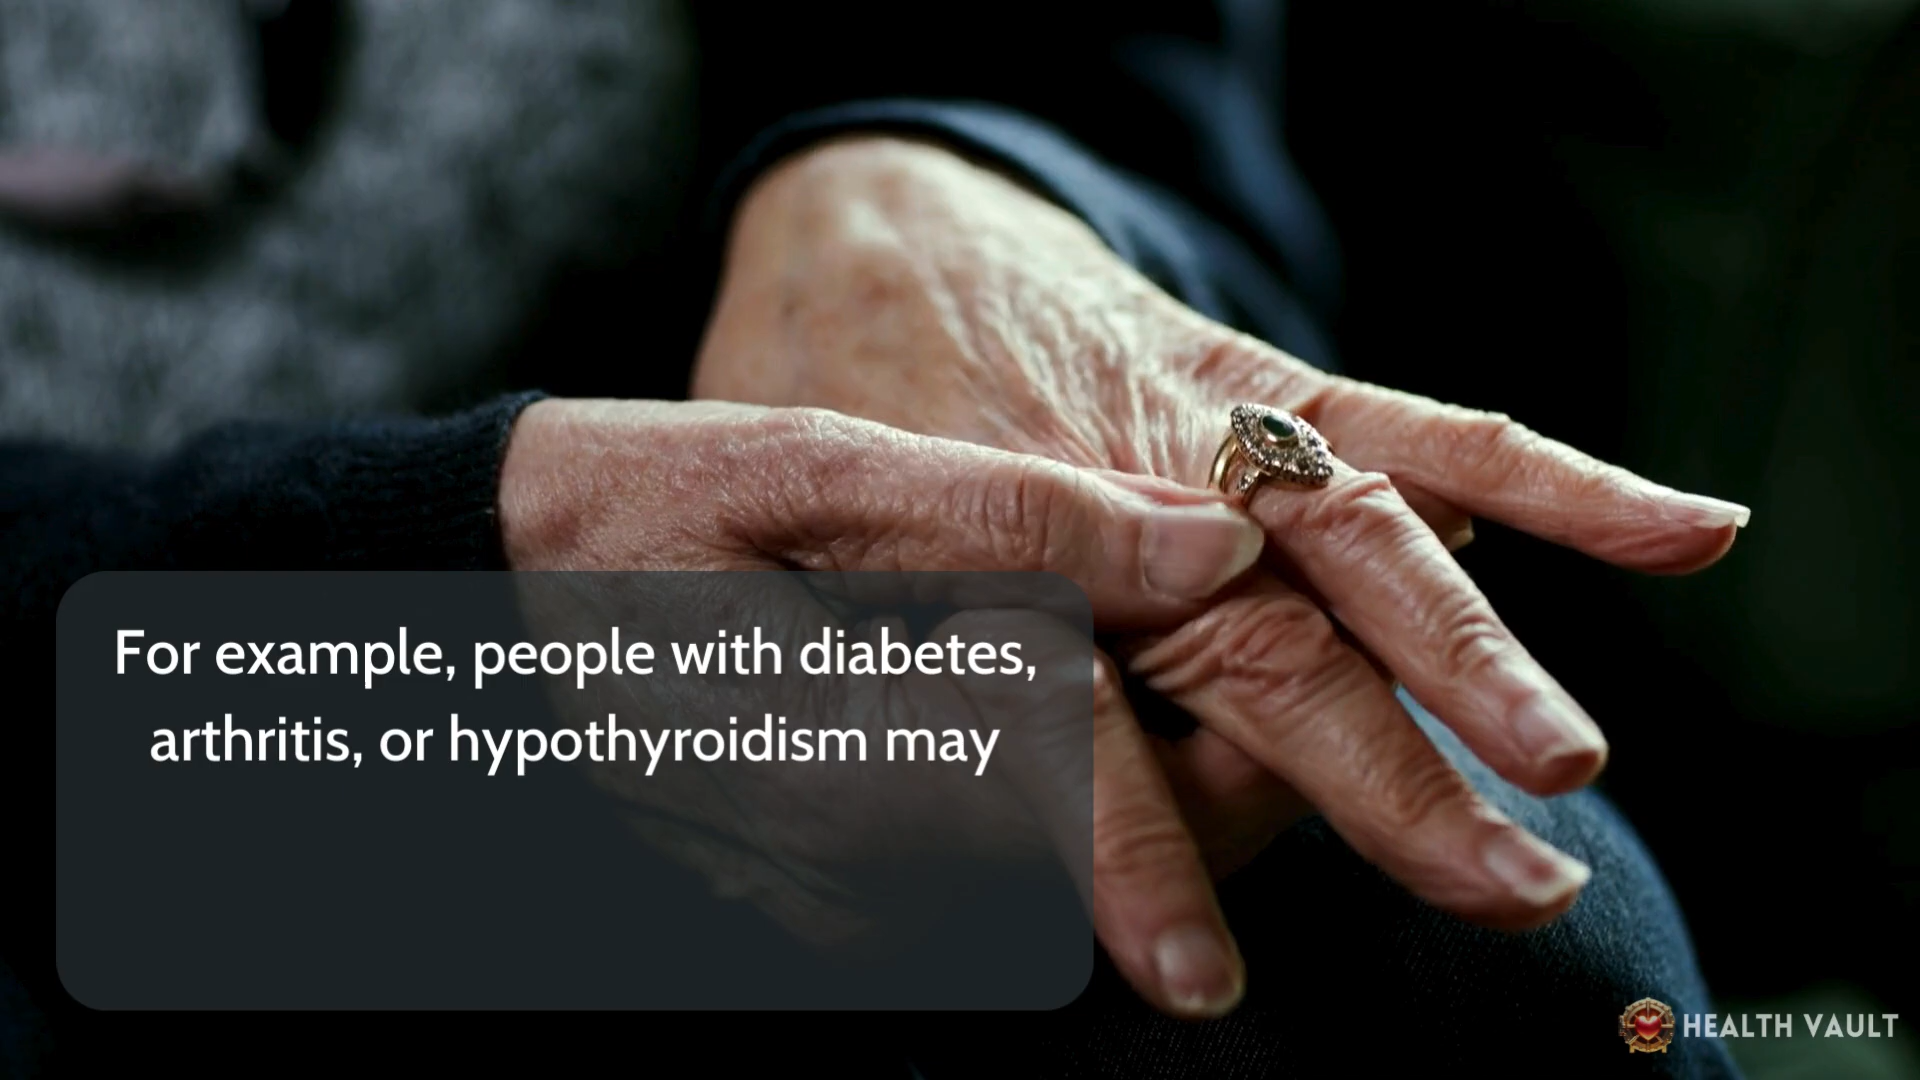 For example, people with diabetes,
arthritis, or hypothyroidism may
HEALTH VAULT